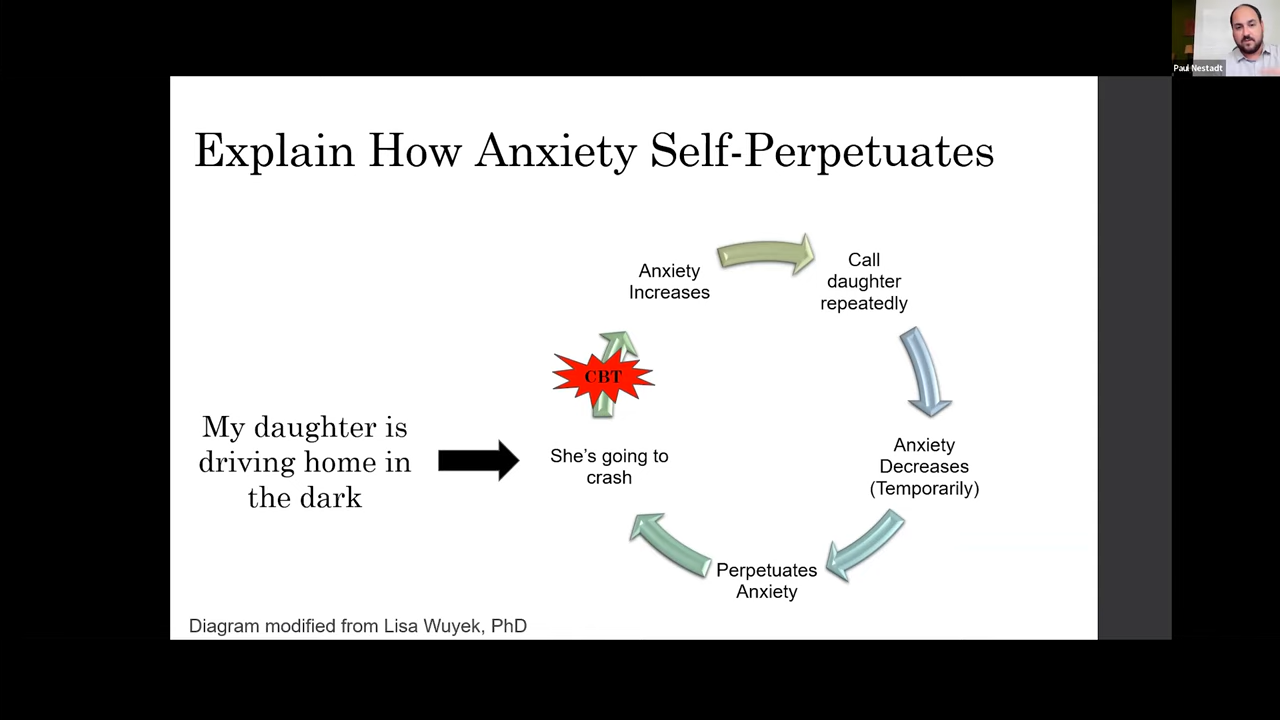 Paul Nestadt
Explain How Anxiety Self-Perpetuates
Anxiety
Increases
Call
daughter
repeatedly
CBT
My daughter is
driving home in
the dark
She's going to
crash
Anxiety
Decreases
(Temporarily)
Perpetuates
Anxiety
Diagram modified from Lisa Wuyek, PhD